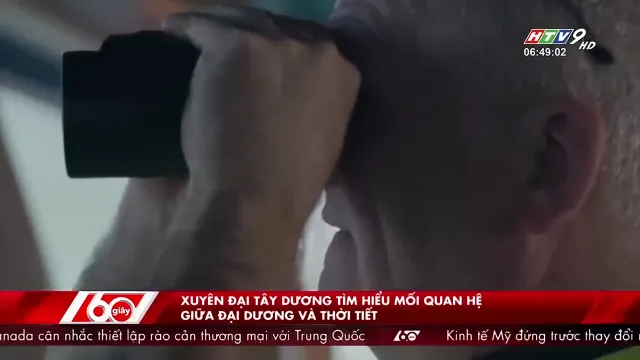 HTV9 HD
06:49:02
60 giây
XUYÊN ĐẠI TÂY DƯƠNG TÌM HIỂU MỐI QUAN HỆ
GIỮA ĐẠI DƯƠNG VÀ THỜI TIẾT
anada cân nhắc thiết lập rào cản thương mại với Trung Quốc 60 Kinh tế Mỹ đứng trước thay đổi